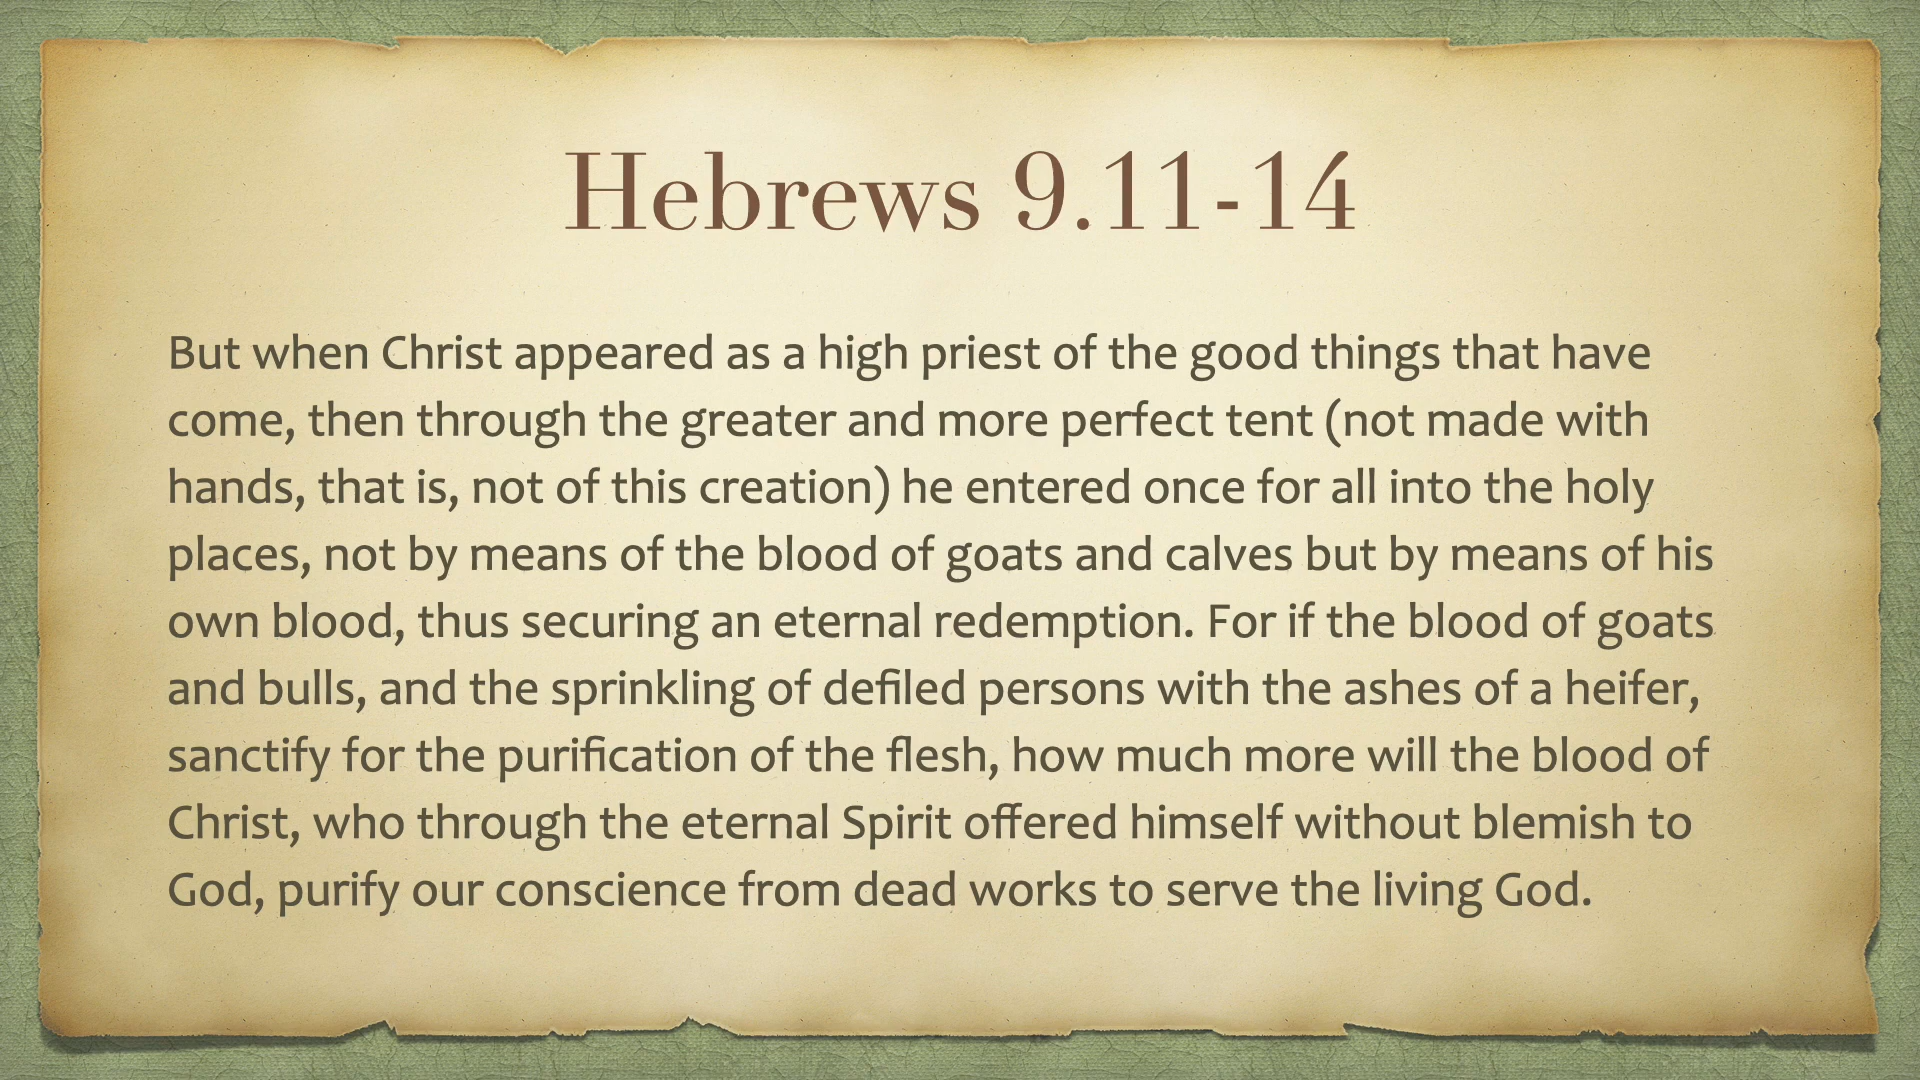 Hebrews 9.11-14
But when Christ appeared as a high priest of the good things that have
come, then through the greater and more perfect tent (not made with
hands, that is, not of this creation) he entered once for all into the holy
places, not by means of the blood of goats and calves but by means of his
own blood, thus securing an eternal redemption. For if the blood of goats
and bulls, and the sprinkling of defiled persons with the ashes of a heifer,
sanctify for the purification of the flesh, how much more will the blood of
Christ, who through the eternal Spirit offered himself without blemish to
God, purify our conscience from dead works to serve the living God.